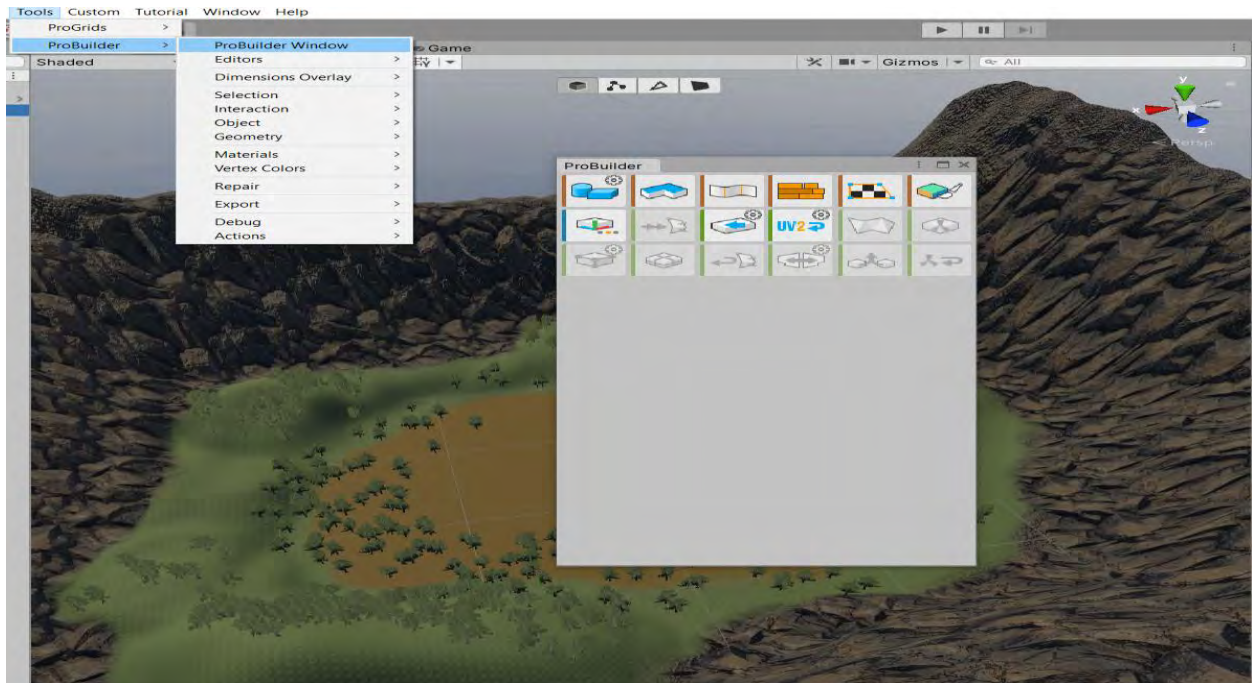 Tools Custom Tutorial Window Help
ProGrids >
ProBuilder >
ProBuilder Window
Editors >
Dimensions Overlay >
Selection >
Interaction >
Object >
Geometry >
Materials >
Vertex Colors >
Repair >
Export >
Debug >
Actions >
Game
Shaded
Gizmos
All
y
x
z
< Persp
ProBuilder
UV2